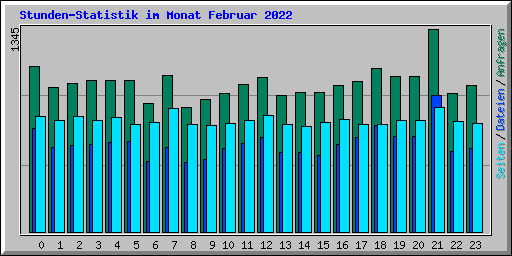 Stunden-Statistik im Monat Februar 2022
1345
Seiten / Dateien / Anfragen
0 1 2 3 4 5 6 7 8 9 10 11 12 13 14 15 16 17 18 19 20 21 22 23